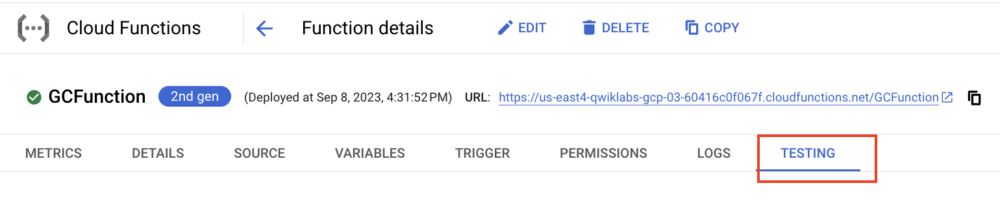 Cloud Functions Function details EDIT DELETE COPY
GCFunction 2nd gen (Deployed at Sep 8, 2023, 4:31:52 PM) URL: https://us-east4-qwiklabs-gcp-03-60416c0f067f.cloudfunctions.net/GCFunction
METRICS DETAILS SOURCE VARIABLES TRIGGER PERMISSIONS LOGS TESTING